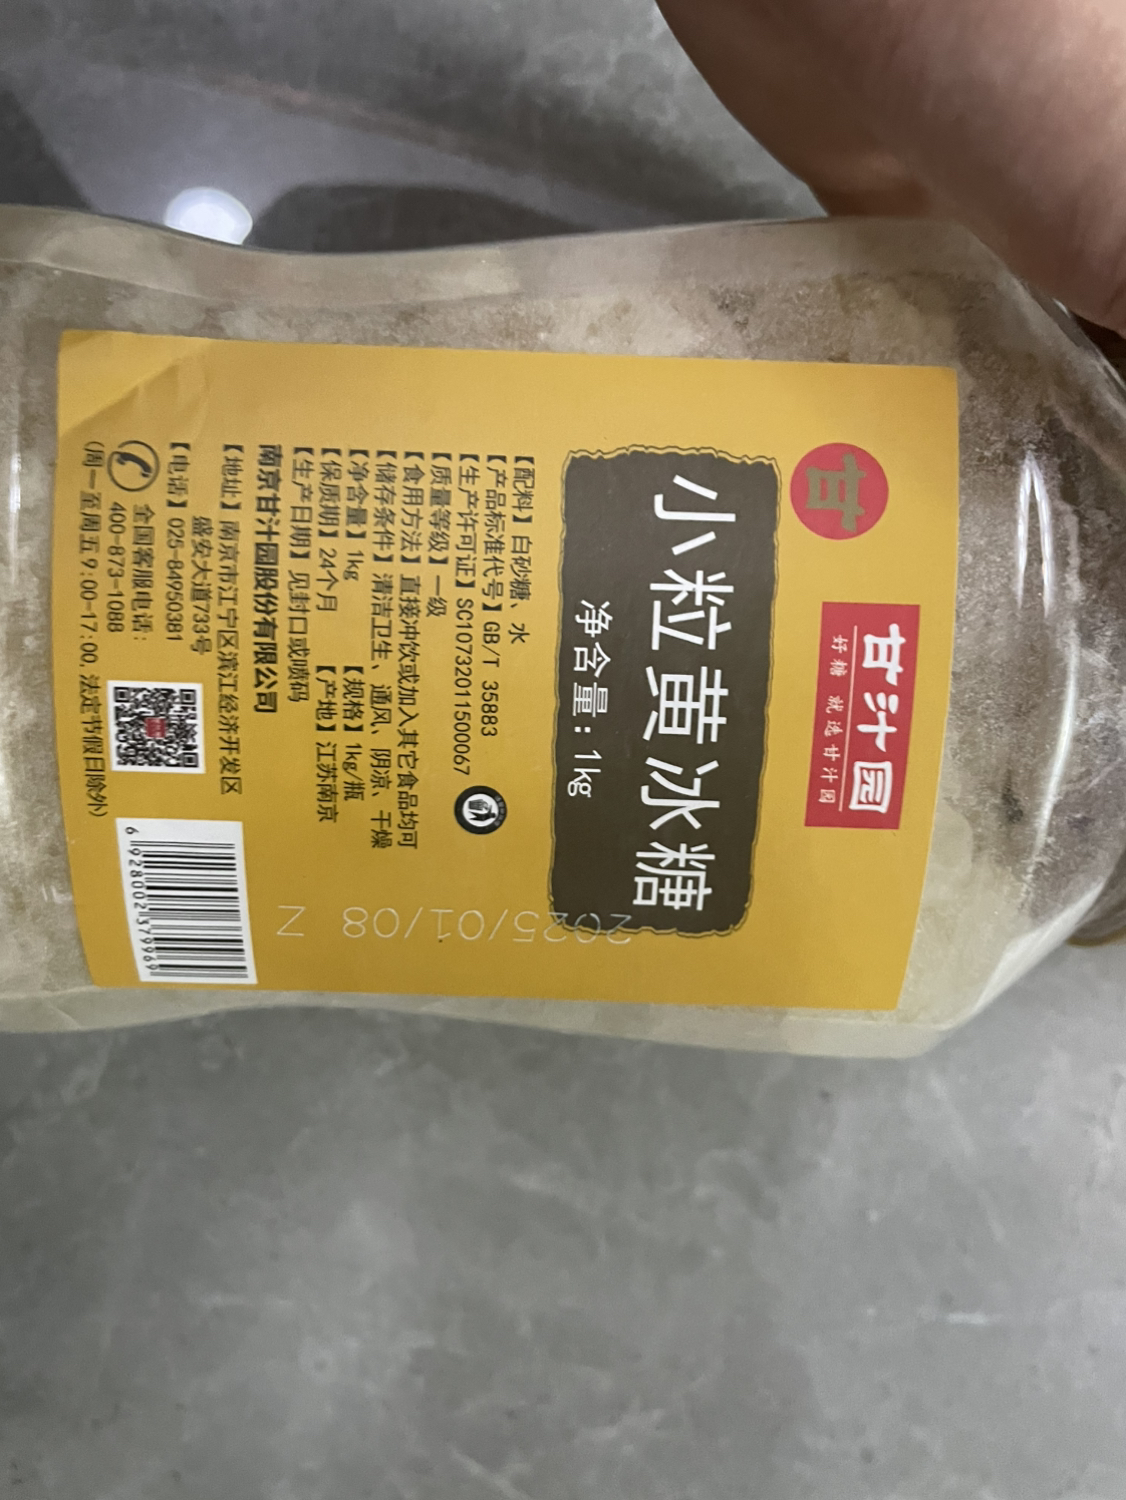 甘
甘汁园
好糖 就选甘汁园
小粒黄冰糖
净含量：1kg
【配料】白砂糖、水
【产品标准代号】GB/T 35883
【生产许可证】SC10732011500067
【质量等级】一级
【食用方法】直接冲饮或加入其它食品均可
【储存条件】清洁卫生、通风、阴凉、干燥
【净含量】1kg 【规格】1kg/瓶
【保质期】24个月 【产地】江苏南京
【生产日期】见封口或喷码
南京甘汁园股份有限公司
【地址】南京市江宁区滨江经济开发区
盛安大道733号
【电话】025-84950381
全国客服电话：
400-873-1088
(周一至周五 9:00-17:00, 法定节假日除外)
6 928002 379969
2025/01/08 Z